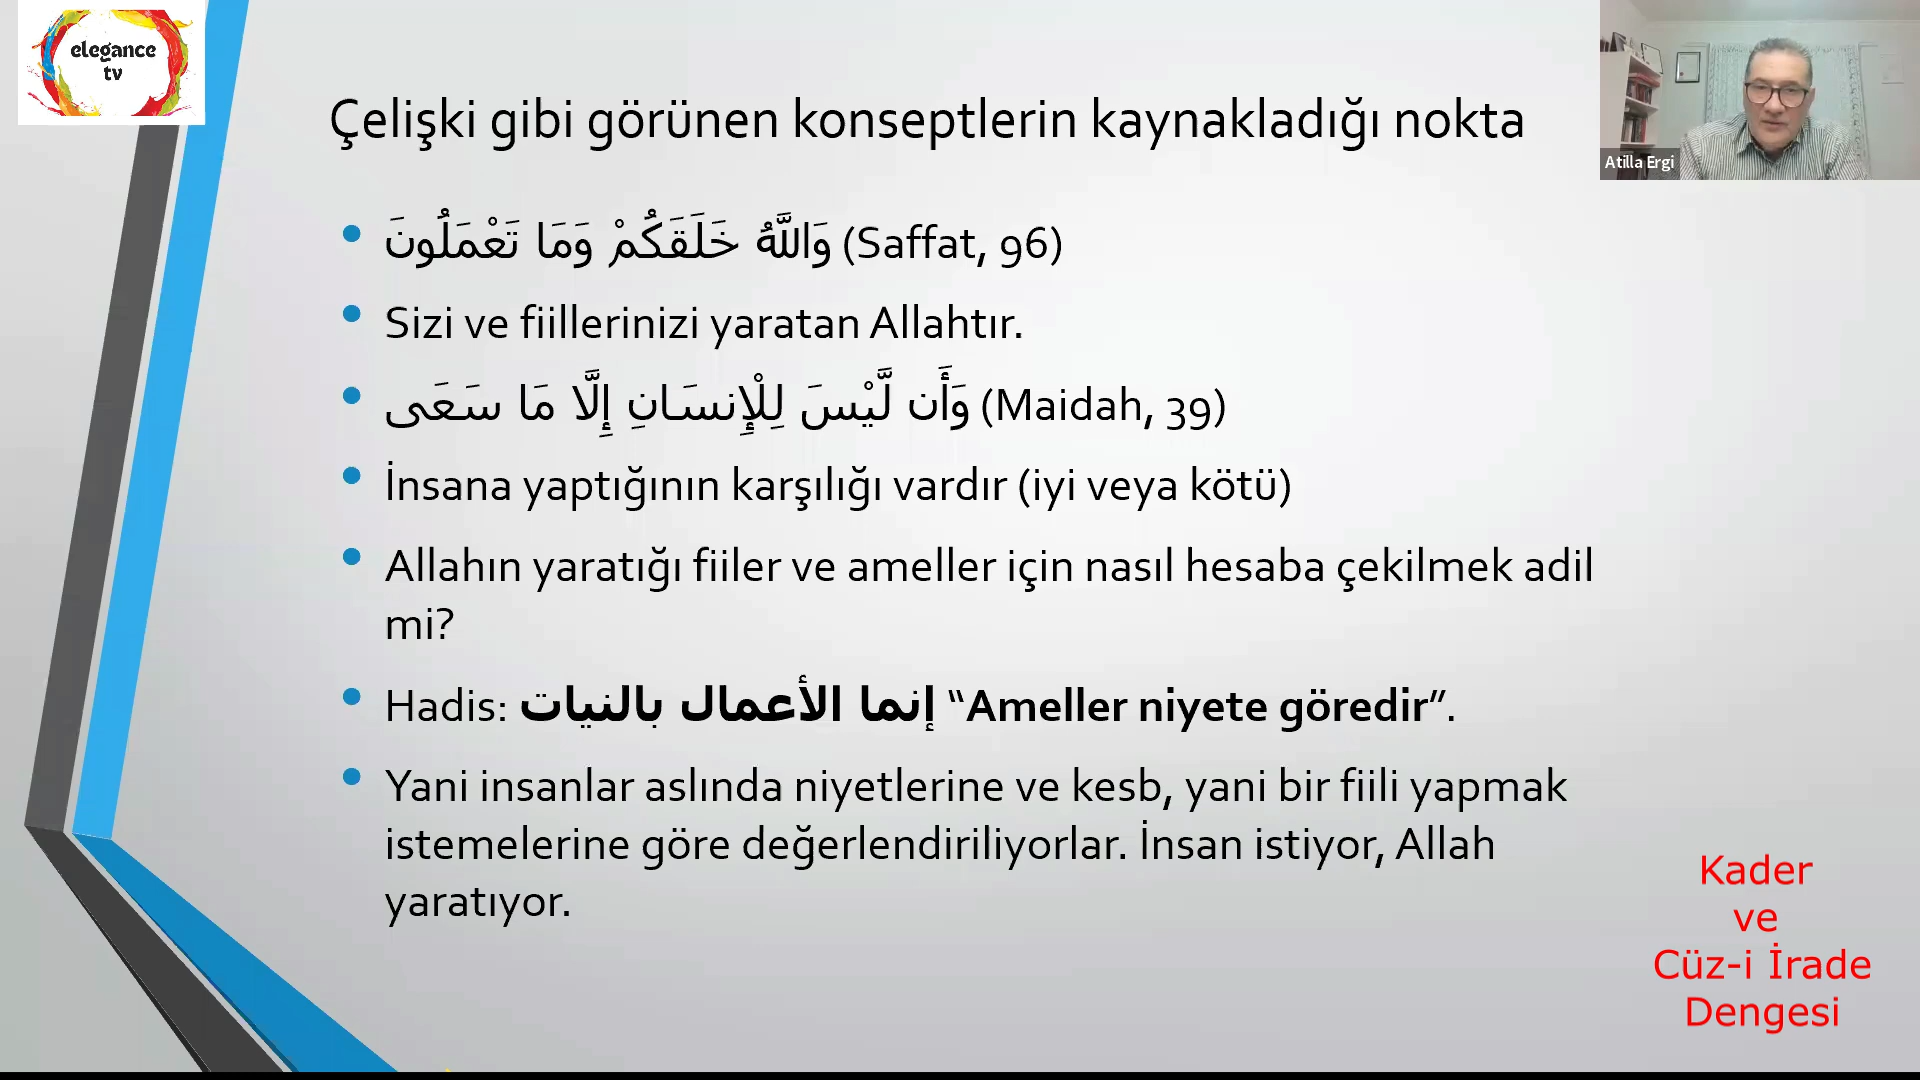 elegance
tv
Çelişki gibi görünen konseptlerin kaynakladığı nokta
Atilla Ergi
• وَاللَّهُ خَلَقَكُمْ وَمَا تَعْمَلُونَ (Saffat, 96)
• Sizi ve fiillerinizi yaratan Allahtır.
• وَأَن لَّيْسَ لِلْإِنسَانِ إِلَّا مَا سَعَى (Maidah, 39)
• İnsana yaptığının karşılığı vardır (iyi veya kötü)
• Allahın yaratığı fiiler ve ameller için nasıl hesaba çekilmek adil
mi?
• Hadis: إنما الأعمال بالنيات “Ameller niyete göredir”.
• Yani insanlar aslında niyetlerine ve kesb, yani bir fiili yapmak
istemelerine göre değerlendiriliyorlar. İnsan istiyor, Allah
yaratıyor.
Kader
ve
Cüz-i İrade
Dengesi